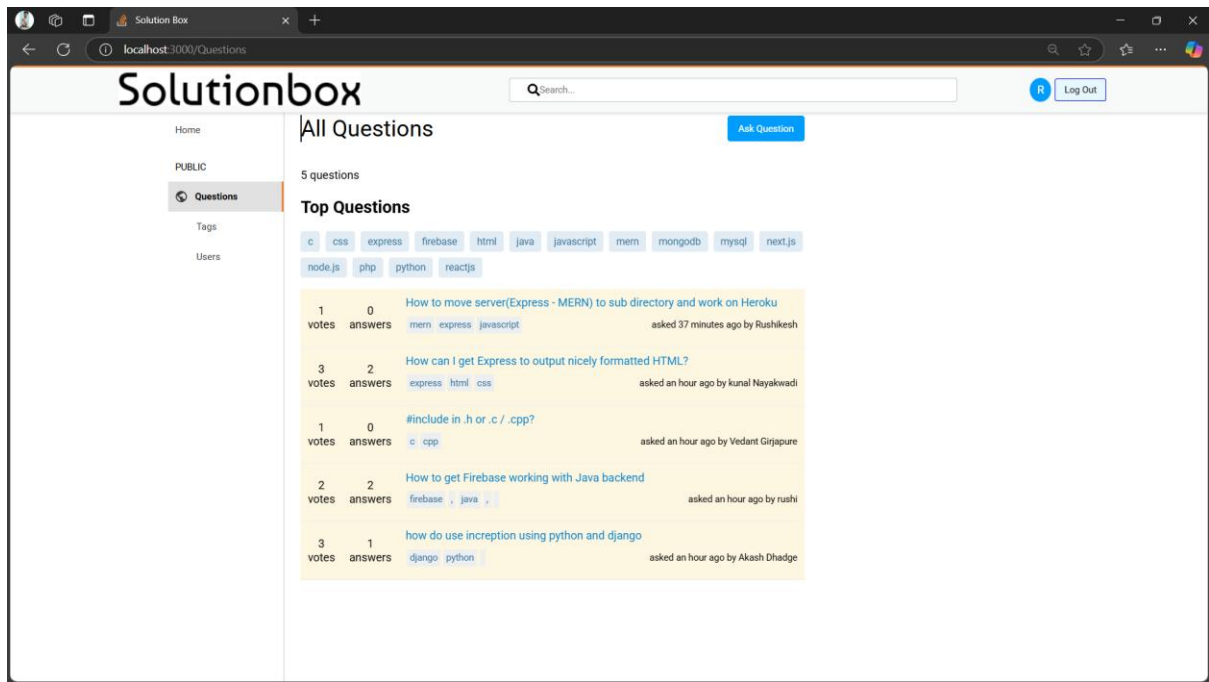 Solution Box
localhost:3000/Questions
Solutionbox
Search...
R
Log Out
Home
PUBLIC
Questions
Tags
Users
All Questions
Ask Question
5 questions
Top Questions
c css express firebase html java javascript mern mongodb mysql next.js
node.js php python reactjs
1 0 How to move server(Express - MERN) to sub directory and work on Heroku
votes answers mern express javascript asked 37 minutes ago by Rushikesh
3 2 How can I get Express to output nicely formatted HTML?
votes answers express html css asked an hour ago by kunal Nayakwadi
1 0 #include in .h or .c / .cpp?
votes answers c cpp asked an hour ago by Vedant Girjapure
2 2 How to get Firebase working with Java backend
votes answers firebase , java , asked an hour ago by rushi
3 1 how do use increption using python and django
votes answers django python asked an hour ago by Akash Dhadge